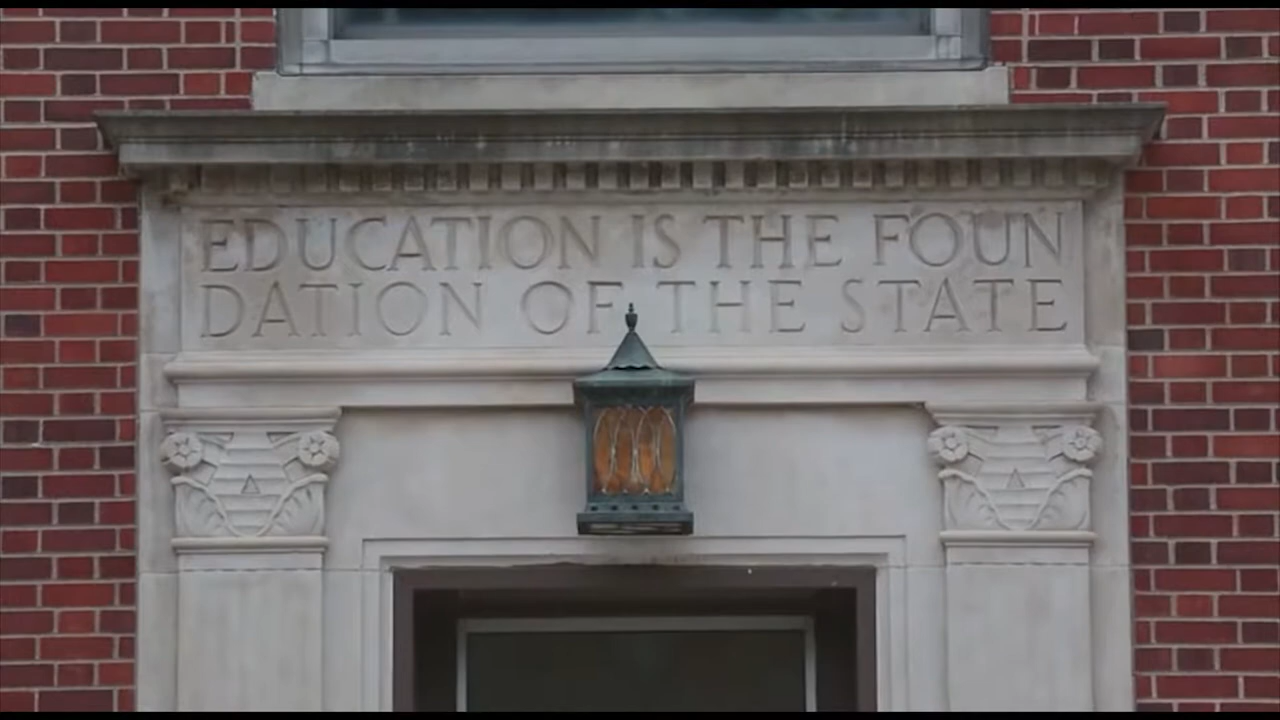 EDUCATION IS THE FOUN
DATION OF THE STATE